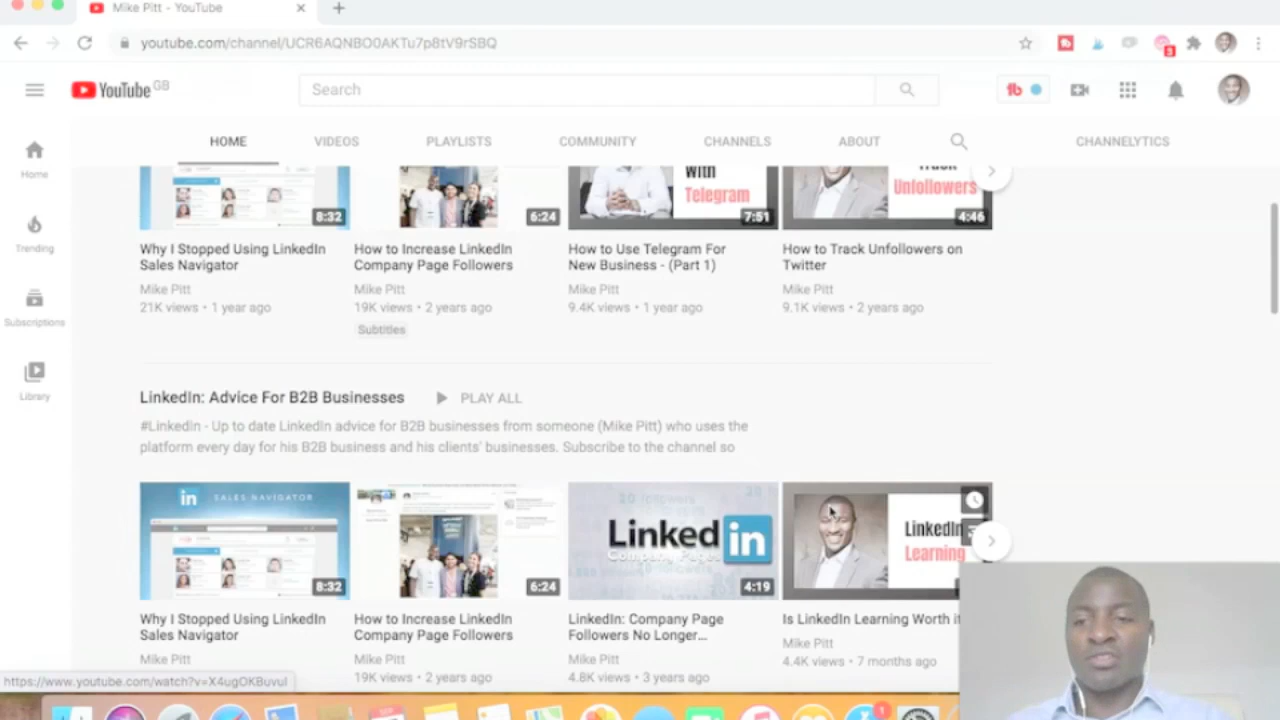 Mike Pitt - YouTube
youtube.com/channel/UCR6AQNBO0AKTu7p8tV9rSBQ
3
YouTube GB
Search
HOME VIDEOS PLAYLISTS COMMUNITY CHANNELS ABOUT CHANNELYTICS
Home
Trending
Subscriptions
Library
With
Telegram
Track
Unfollowers
8:32
6:24
7:51
4:46
Why I Stopped Using LinkedIn
Sales Navigator
Mike Pitt
21K views • 1 year ago
How to Increase LinkedIn
Company Page Followers
Mike Pitt
19K views • 2 years ago
Subtitles
How to Use Telegram For
New Business - (Part 1)
Mike Pitt
9.4K views • 1 year ago
How to Track Unfollowers on
Twitter
Mike Pitt
9.1K views • 2 years ago
LinkedIn: Advice For B2B Businesses PLAY ALL
#LinkedIn - Up to date LinkedIn advice for B2B businesses from someone (Mike Pitt) who uses the
platform every day for his B2B business and his clients' businesses. Subscribe to the channel so
in SALES NAVIGATOR
8:32
6:24
Linked in
Company Pages
4:19
LinkedIn
Learning
Why I Stopped Using LinkedIn
Sales Navigator
Mike Pitt
How to Increase LinkedIn
Company Page Followers
Mike Pitt
19K views • 2 years ago
LinkedIn: Company Page
Followers No Longer...
Mike Pitt
4.8K views • 3 years ago
Is LinkedIn Learning Worth it
Mike Pitt
4.4K views • 7 months ago
https://www.youtube.com/watch?v=X4ugOKBuvuI